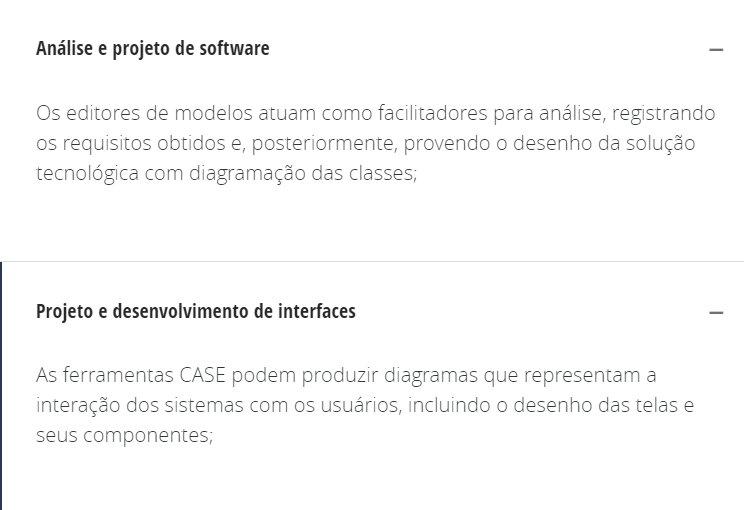 Análise e projeto de software
Os editores de modelos atuam como facilitadores para análise, registrando
os requisitos obtidos e, posteriormente, provendo o desenho da solução
tecnológica com diagramação das classes;
Projeto e desenvolvimento de interfaces
As ferramentas CASE podem produzir diagramas que representam a
interação dos sistemas com os usuários, incluindo o desenho das telas e
seus componentes;